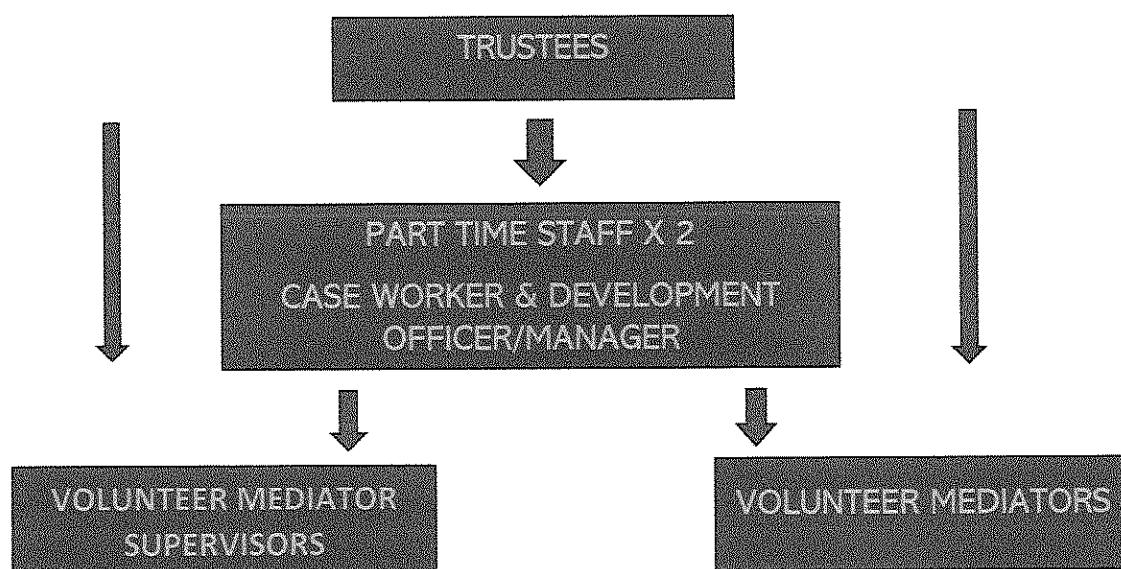 TRUSTEES
PART TIME STAFF X 2
CASE WORKER & DEVELOPMENT
OFFICER/MANAGER
VOLUNTEER MEDIATOR
SUPERVISORS
VOLUNTEER MEDIATORS